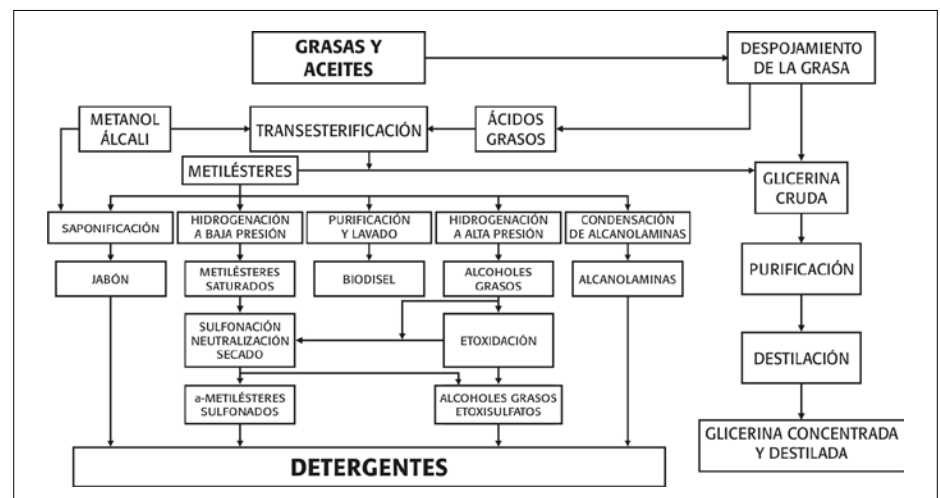 GRASAS Y
ACEITES
DESPOJAMIENTO
DE LA GRASA
METANOL
ÁLCALI
TRANSESTERIFICACIÓN
ÁCIDOS
GRASOS
METILÉSTERES
GLICERINA
CRUDA
SAPONIFICACIÓN
HIDROGENACIÓN
A BAJA PRESIÓN
PURIFICACIÓN
Y LAVADO
HIDROGENACIÓN
A ALTA PRESIÓN
CONDENSACIÓN
DE ALCANOLAMINAS
JABÓN
METILÉSTERES
SATURADOS
BIODISEL
ALCOHOLES
GRASOS
ALCANOLAMINAS
PURIFICACIÓN
SULFONACIÓN
NEUTRALIZACIÓN
SECADO
ETOXIDACIÓN
DESTILACIÓN
a-METILÉSTERES
SULFONADOS
ALCOHOLES GRASOS
ETOXISULFATOS
GLICERINA CONCENTRADA
Y DESTILADA
DETERGENTES